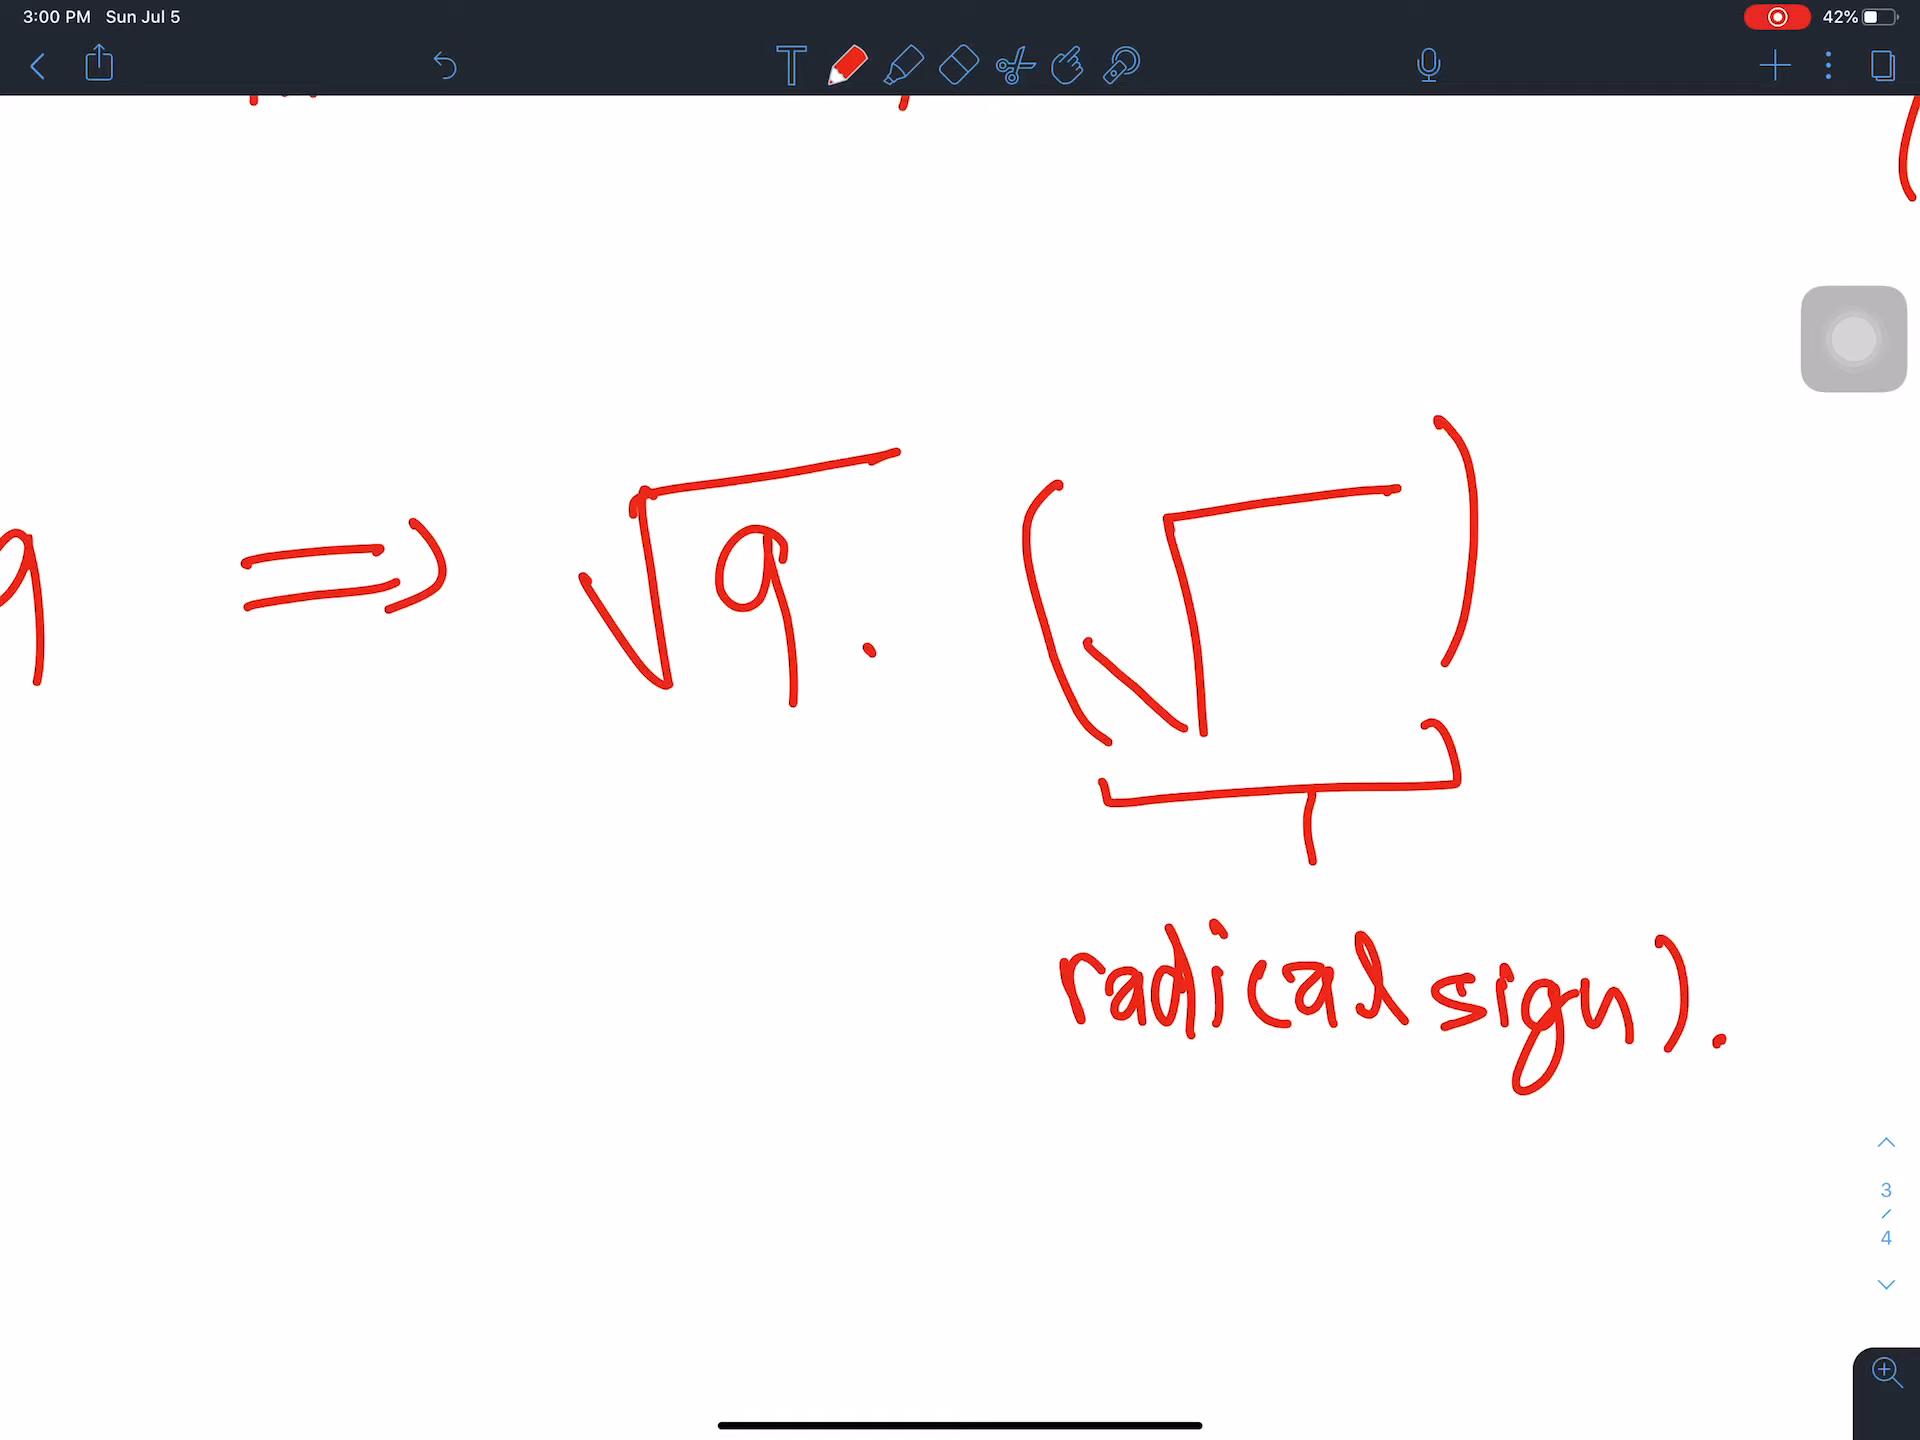 3:00 PM Sun Jul 5
42%
9 ⇒ √9. (√ )
radical sign).
3
/
4